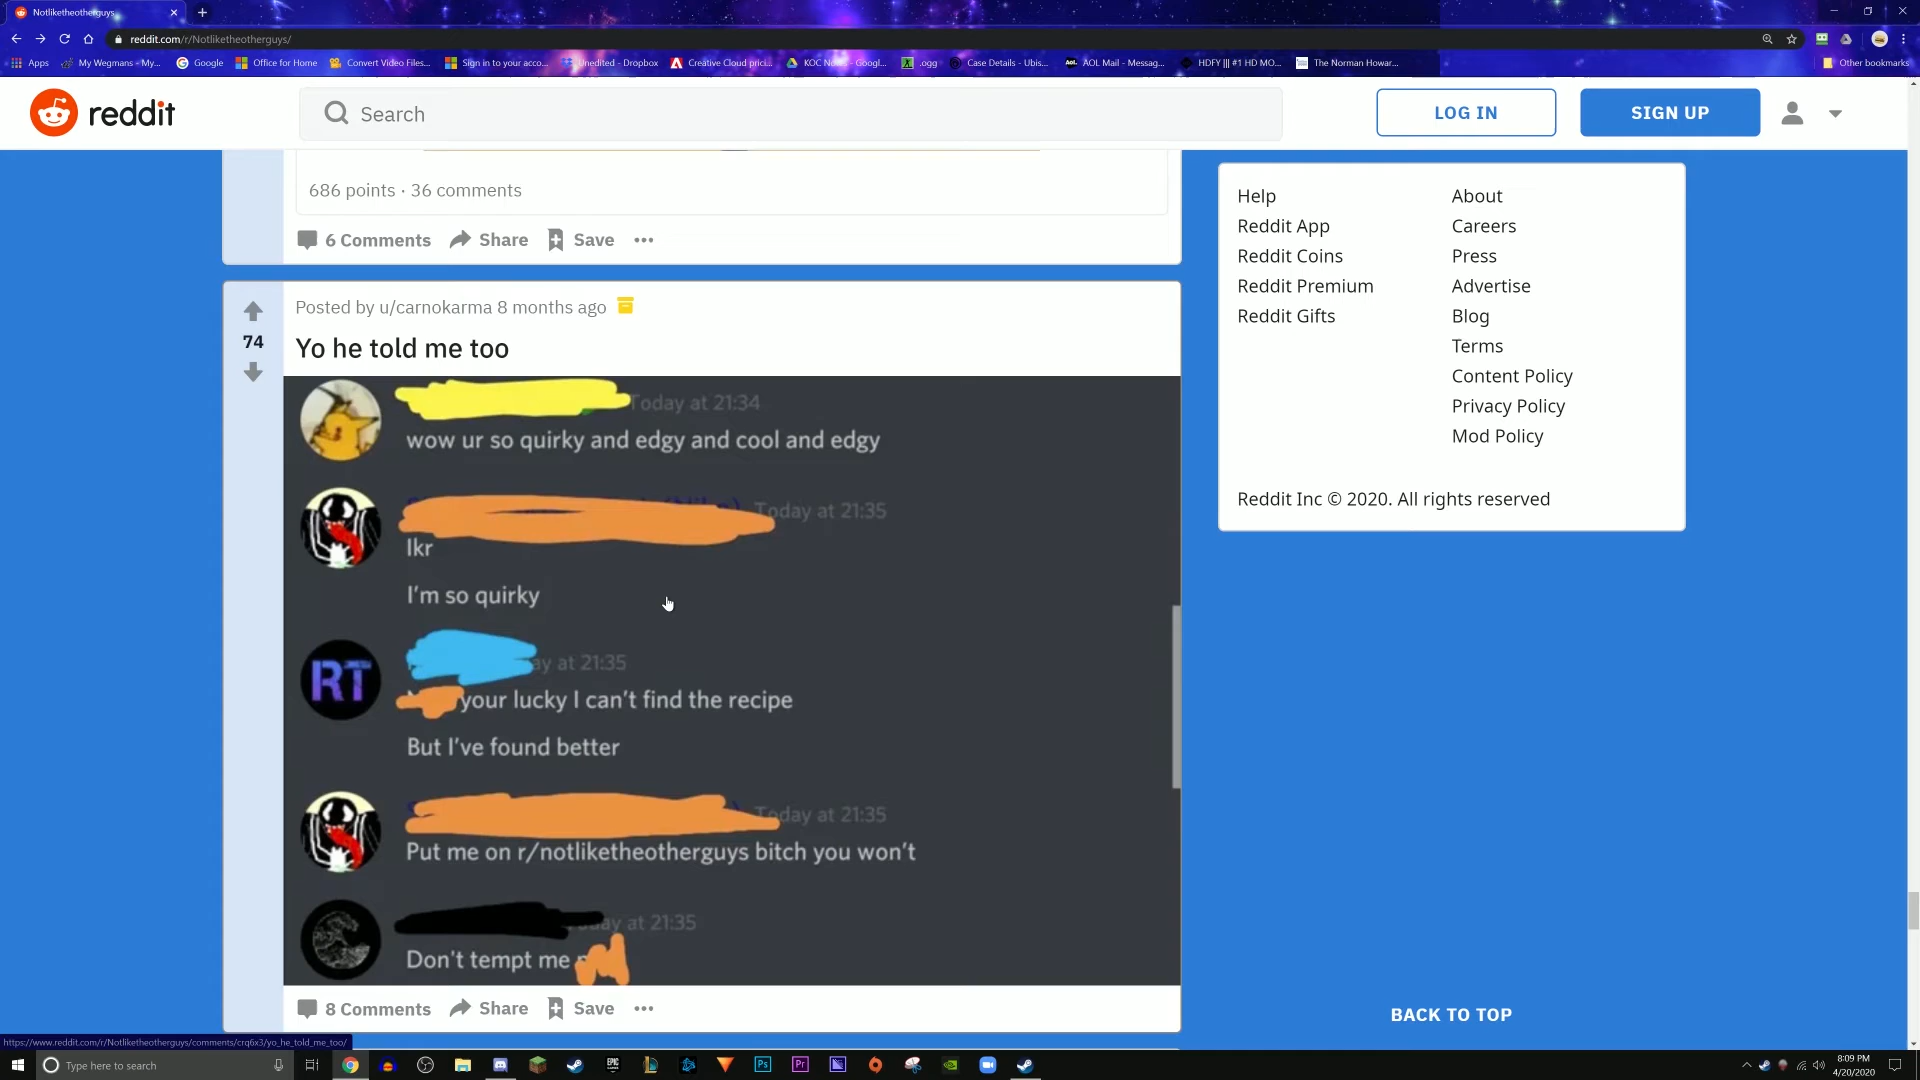 Notliketheotherguys
reddit.com/r/Notliketheotherguys/
Apps
My Wegmans - My...
Google
Office for Home
Convert Video Files...
Sign in to your acco...
Unedited - Dropbox
Creative Cloud prici...
.ogg
Case Details - Ubis...
AOL Mail - Messag...
HDFY ||| #1 HD MO...
The Norman Howar...
Other bookmarks
reddit
Search
LOG IN
SIGN UP
686 points · 36 comments
6 Comments
Share
Save
Posted by u/carnokarma 8 months ago
74
Yo he told me too
Today at 21:34
wow ur so quirky and edgy and cool and edgy
Today at 21:35
Ikr
I'm so quirky
RT
at 21:35
your lucky I can't find the recipe
But I've found better
Today at 21:35
Put me on r/notliketheotherguys bitch you won't
at 21:35
Don't tempt me
8 Comments
Share
Save
Help
Reddit App
Reddit Coins
Reddit Premium
Reddit Gifts
About
Careers
Press
Advertise
Blog
Terms
Content Policy
Privacy Policy
Mod Policy
Reddit Inc © 2020. All rights reserved
BACK TO TOP
https://www.reddit.com/r/Notliketheotherguys/comments/crq6x3/yo_he_told_me_too/
Type here to search
8:09 PM
4/20/2020